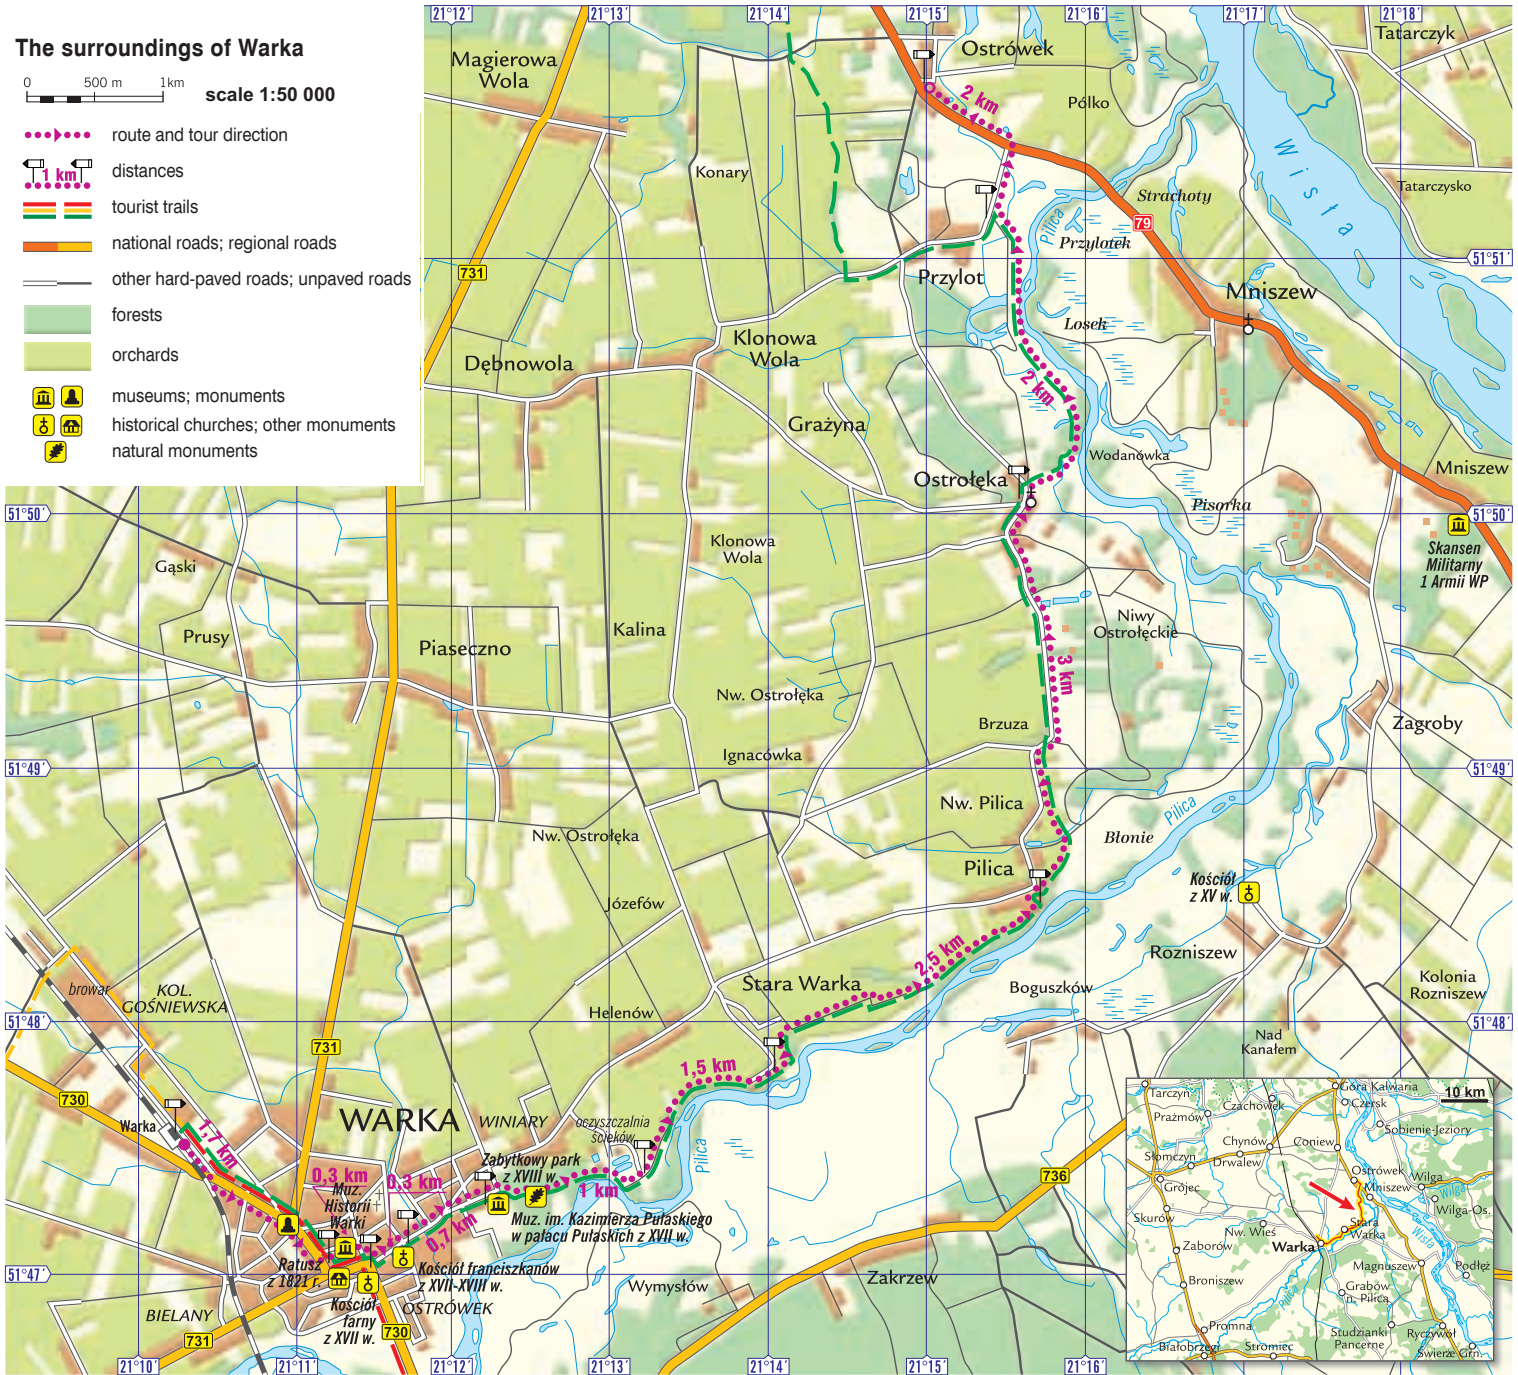 The surroundings of Warka
0 500 m 1km
scale 1:50 000
route and tour direction
1 km
distances
tourist trails
national roads; regional roads
other hard-paved roads; unpaved roads
forests
orchards
museums; monuments
historical churches; other monuments
natural monuments
21°12´ 21°13´ 21°14´ 21°15´ 21°16´ 21°17´ 21°18´
Magierowa
Wola
Ostrówek
Tatarczyk
2 km
Pólko
Wisła
Konary
Tatarczysko
Strachoty
79
Pilica
Przylotek
51°51´
731
Przylot
Mniszew
Losek
Klonowa
Wola
Dębnowola
2 km
Grażyna
Wodanówka
Mniszew
Ostrołęka
Pisorka
51°50´
51°50´
Skansen
Militarny
1 Armii WP
Klonowa
Wola
Gąski
Niwy
Ostrołęckie
Kalina
Prusy
Piaseczno
3 km
Nw. Ostrołęka
Brzuza
Zagroby
Ignacówka
51°49´
51°49´
Nw. Pilica
Pilica
Błonie
Nw. Ostrołęka
Pilica
Kościół
z XV w.
Józefów
2,5 km
Rozniszew
Stara Warka
Kolonia
Rozniszew
browar
KOL.
GOŚNIEWSKA
Boguszków
Helenów
51°48´
51°48´
Nad
Kanałem
731
1,5 km
730
WARKA
WINIARY
oczyszczalnia
ścieków
Warka
1,7 km
Pilica
Zabytkowy park
z XVIII w.
0,3 km
0,3 km
Muz.
Historii
Warki
1 km
736
0,7 km
Muz. im. Kazimierza Pułaskiego
w pałacu Pułaskich z XVII w.
Ratusz
z 1821 r.
Kościół franciszkanów
z XVII-XVIII w.
51°47´
Wymysłów
Zakrzew
BIELANY
Kościół
farny
z XVII w.
OSTRÓWEK
730
731
21°10´ 21°11´ 21°12´ 21°13´ 21°14´ 21°15´ 21°16´
Góra Kalwaria
10 km
Tarczyn
Czachówek
Czersk
Prażmów
Sobienie-Jeziory
Chynów
Coniew
Słomczyn
Drwalew
Ostrówek
Wilga
Grójec
Mniszew
Wilga
Wilga-Os.
Skurów
Nw. Wieś
Stara
Warka
Wisła
Zaborów
Warka
Magnuszew
Podłęż
Broniszew
Grabów
n. Pilicą
Pilica
Promna
Studzianki
Pancerne
Ryczywół
Białobrzegi
Stromiec
Świerże Grn.